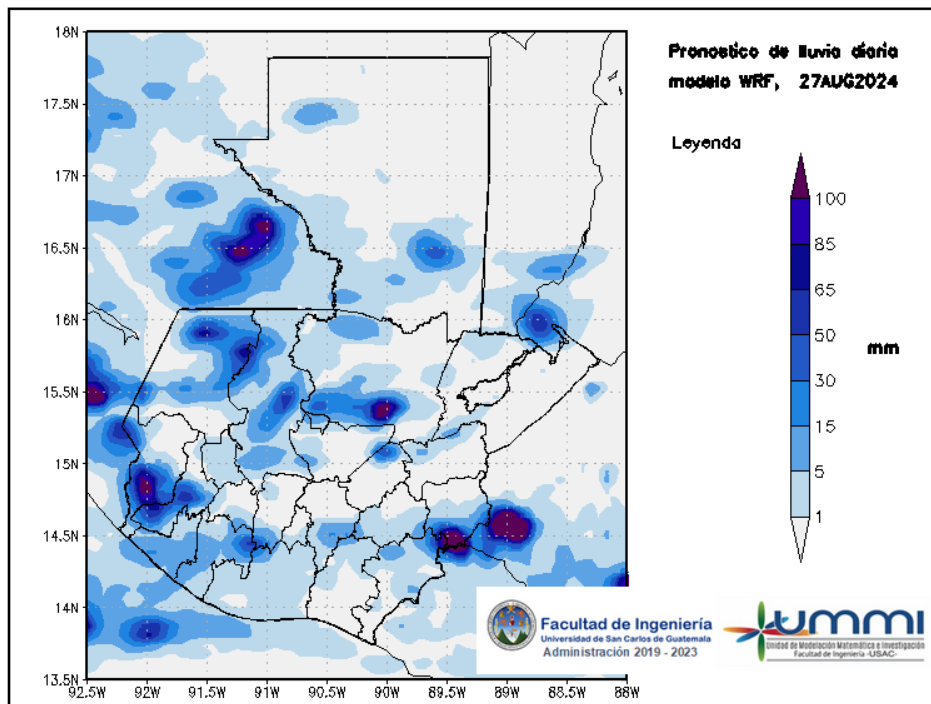 Pronostico de lluvia diaria
modelo WRF, 27AUG2024
Leyenda
100
85
65
50
mm
30
15
5
1
18N
17.5N
17N
16.5N
16N
15.5N
15N
14.5N
14N
13.5N
92.5W 92W 91.5W 91W 90.5W 90W 89.5W 89W 88.5W 88W
Facultad de Ingeniería
Universidad de San Carlos de Guatemala
Administración 2019 - 2023
UMMI
Unidad de Modelación Matemática e Investigación
Facultad de Ingeniería -USAC-